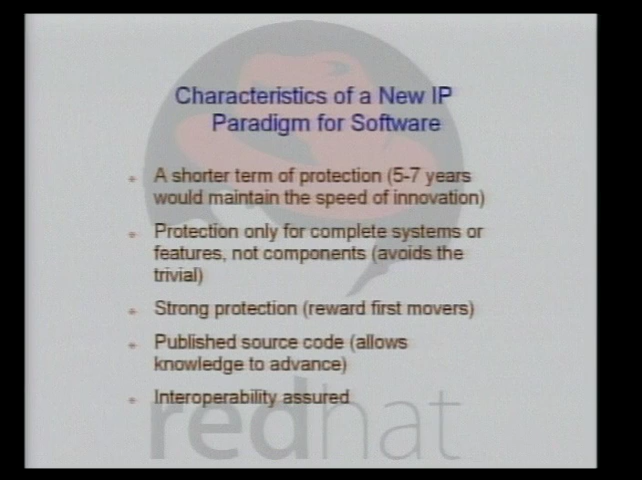 Characteristics of a New IP
Paradigm for Software
A shorter term of protection (5-7 years
would maintain the speed of innovation)
Protection only for complete systems or
features, not components (avoids the
trivial)
Strong protection (reward first movers)
Published source code (allows
knowledge to advance)
Interoperability assured
redhat